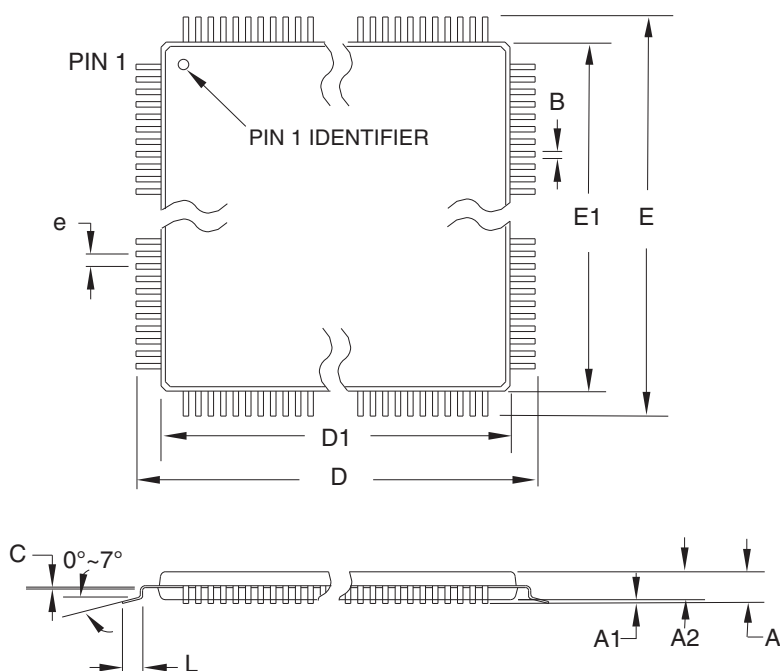 PIN 1
PIN 1 IDENTIFIER
B
e
E1
E
D1
D
C
0°~7°
L
A1
A2
A